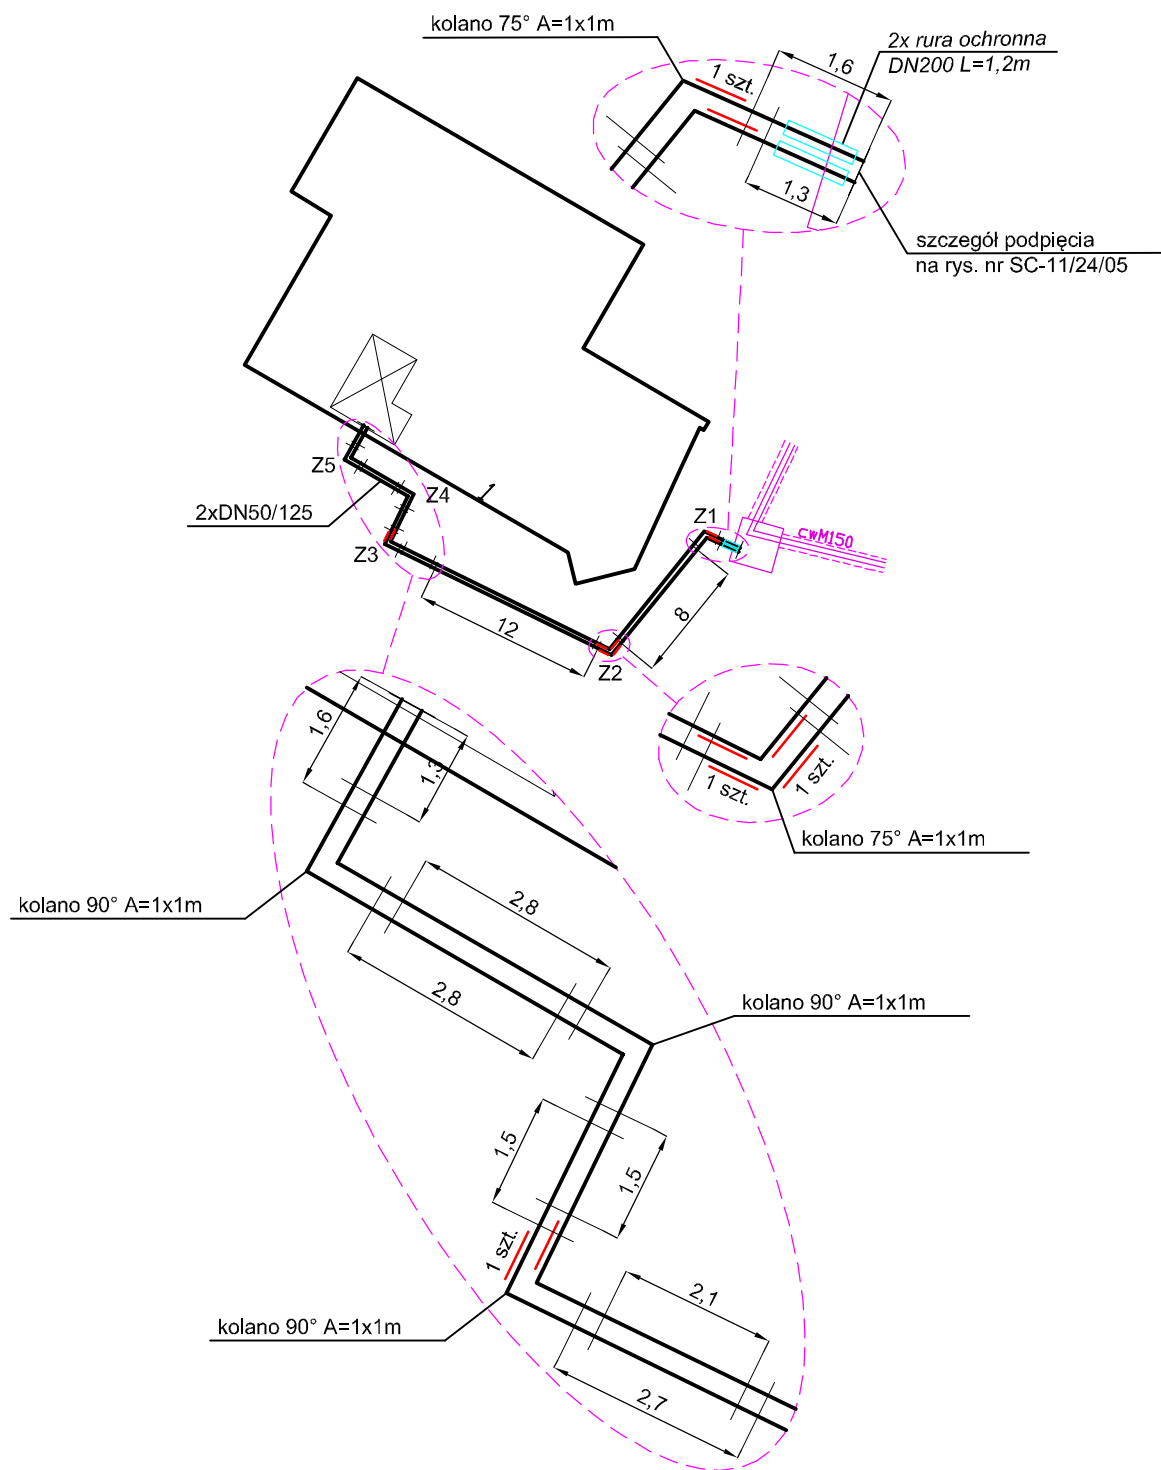 kolano 75° A=1x1m
2x rura ochronna
DN200 L=1,2m
1,6
1 szt.
1,3
szczegół podpięcia
na rys. nr SC-11/24/05
Z5
Z4
2xDN50/125
Z3
1
Z1
cwM150
12
8
Z2
1,6
1,3
1 szt.
1 szt.
kolano 75° A=1x1m
kolano 90° A=1x1m
2,8
2,8
kolano 90° A=1x1m
1,5
1,5
1 szt.
2,1
kolano 90° A=1x1m
2,7